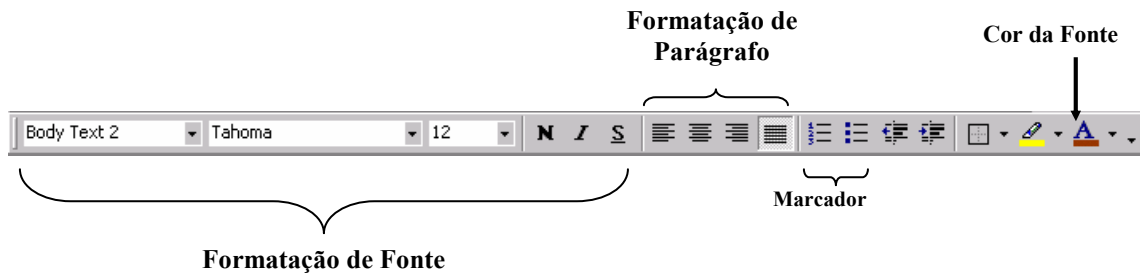 Formatação de
Parágrafo
Cor da Fonte
Body Text 2 Tahoma 12 N I S
Marcador
Formatação de Fonte